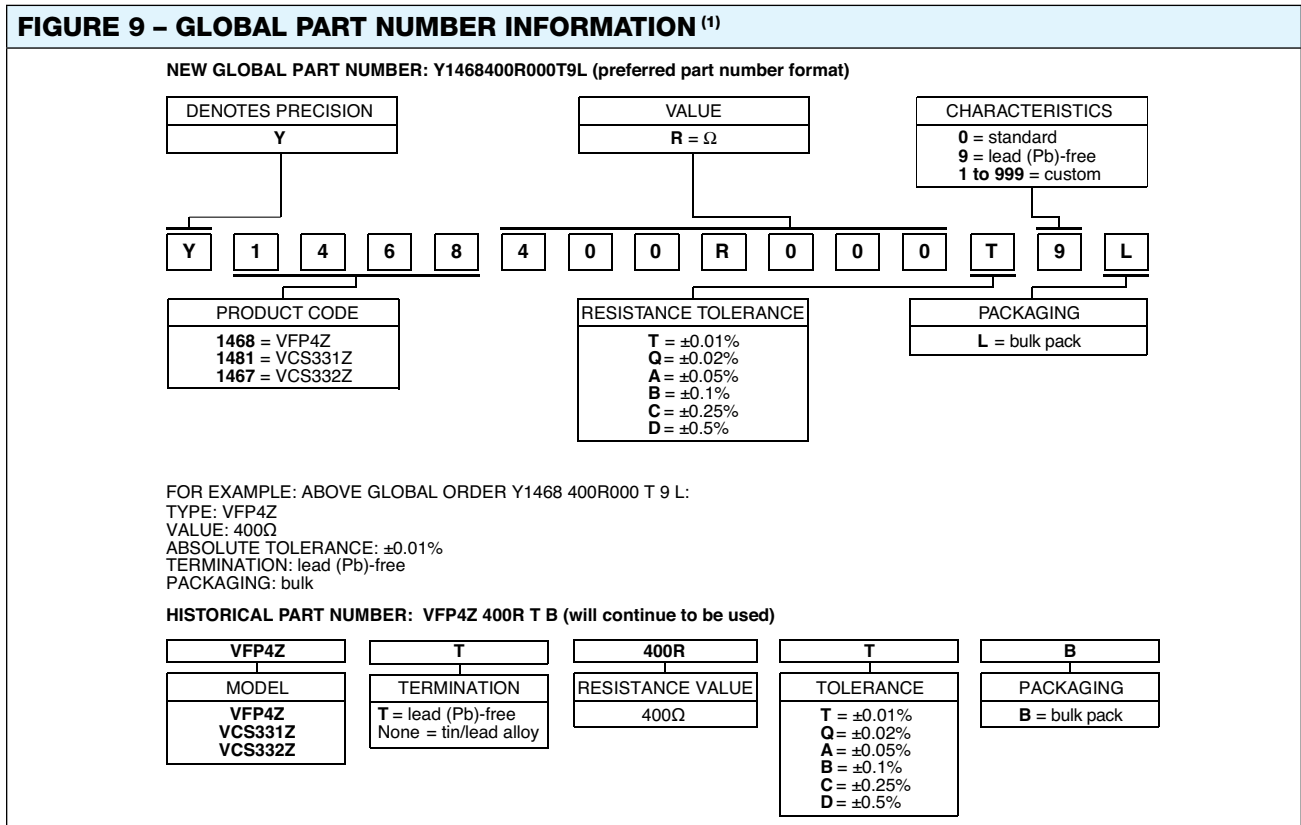 FIGURE 9 – GLOBAL PART NUMBER INFORMATION (1)
NEW GLOBAL PART NUMBER: Y1468400R000T9L (preferred part number format)
DENOTES PRECISION
Y
VALUE
R = Ω
CHARACTERISTICS
0 = standard
9 = lead (Pb)-free
1 to 999 = custom
Y 1 4 6 8 4 0 0 R 0 0 0 T 9 L
PRODUCT CODE
1468 = VFP4Z
1481 = VCS331Z
1467 = VCS332Z
RESISTANCE TOLERANCE
T = ±0.01%
Q = ±0.02%
A = ±0.05%
B = ±0.1%
C = ±0.25%
D = ±0.5%
PACKAGING
L = bulk pack
FOR EXAMPLE: ABOVE GLOBAL ORDER Y1468 400R000 T 9 L:
TYPE: VFP4Z
VALUE: 400Ω
ABSOLUTE TOLERANCE: ±0.01%
TERMINATION: lead (Pb)-free
PACKAGING: bulk
HISTORICAL PART NUMBER: VFP4Z 400R T B (will continue to be used)
VFP4Z T 400R T B
MODEL
VFP4Z
VCS331Z
VCS332Z
TERMINATION
T = lead (Pb)-free
None = tin/lead alloy
RESISTANCE VALUE
400Ω
TOLERANCE
T = ±0.01%
Q = ±0.02%
A = ±0.05%
B = ±0.1%
C = ±0.25%
D = ±0.5%
PACKAGING
B = bulk pack